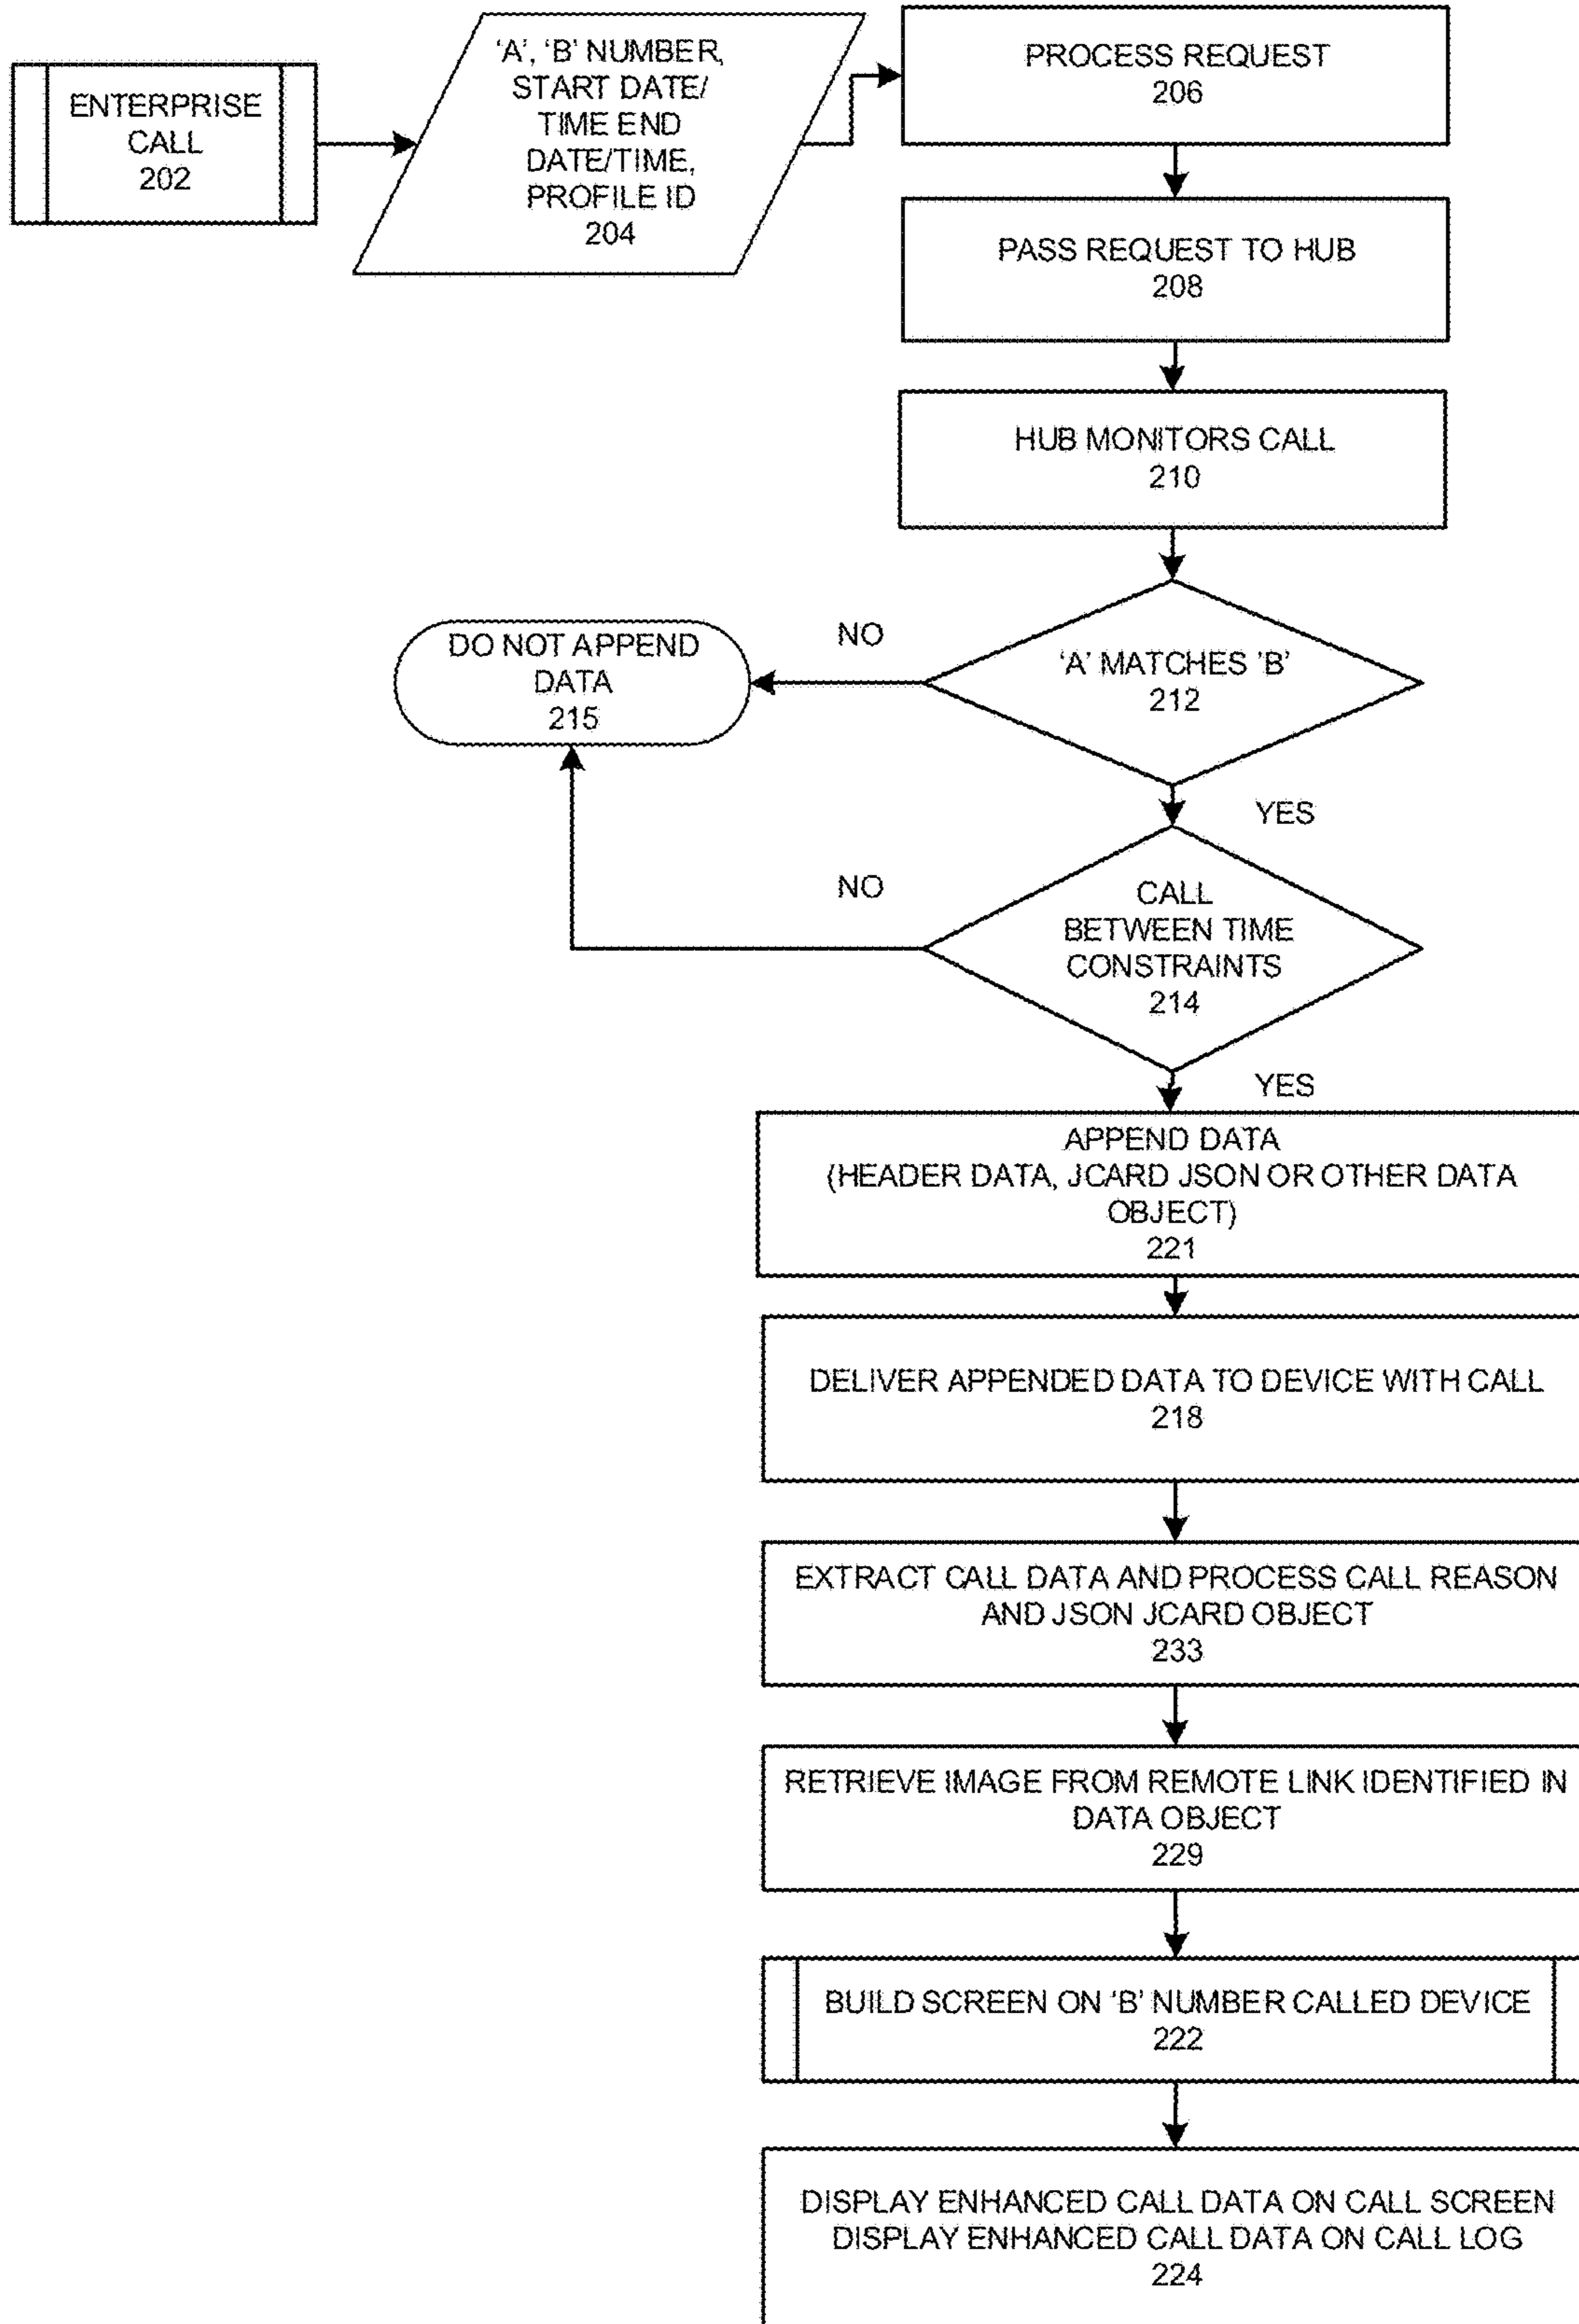 ENTERPRISE
CALL
202
‘A’, ‘B’ NUMBER,
START DATE/
TIME END
DATE/TIME,
PROFILE ID
204
PROCESS REQUEST
206
PASS REQUEST TO HUB
208
HUB MONITORS CALL
210
‘A’ MATCHES ’B’
212
NO
DO NOT APPEND
DATA
215
YES
CALL
BETWEEN TIME
CONSTRAINTS
214
NO
YES
APPEND DATA
(HEADER DATA, JCARD JSON OR OTHER DATA
OBJECT)
221
DELIVER APPENDED DATA TO DEVICE WITH CALL
218
EXTRACT CALL DATA AND PROCESS CALL REASON
AND JSON JCARD OBJECT
233
RETRIEVE IMAGE FROM REMOTE LINK IDENTIFIED IN
DATA OBJECT
229
BUILD SCREEN ON ‘B’ NUMBER CALLED DEVICE
222
DISPLAY ENHANCED CALL DATA ON CALL SCREEN
DISPLAY ENHANCED CALL DATA ON CALL LOG
224